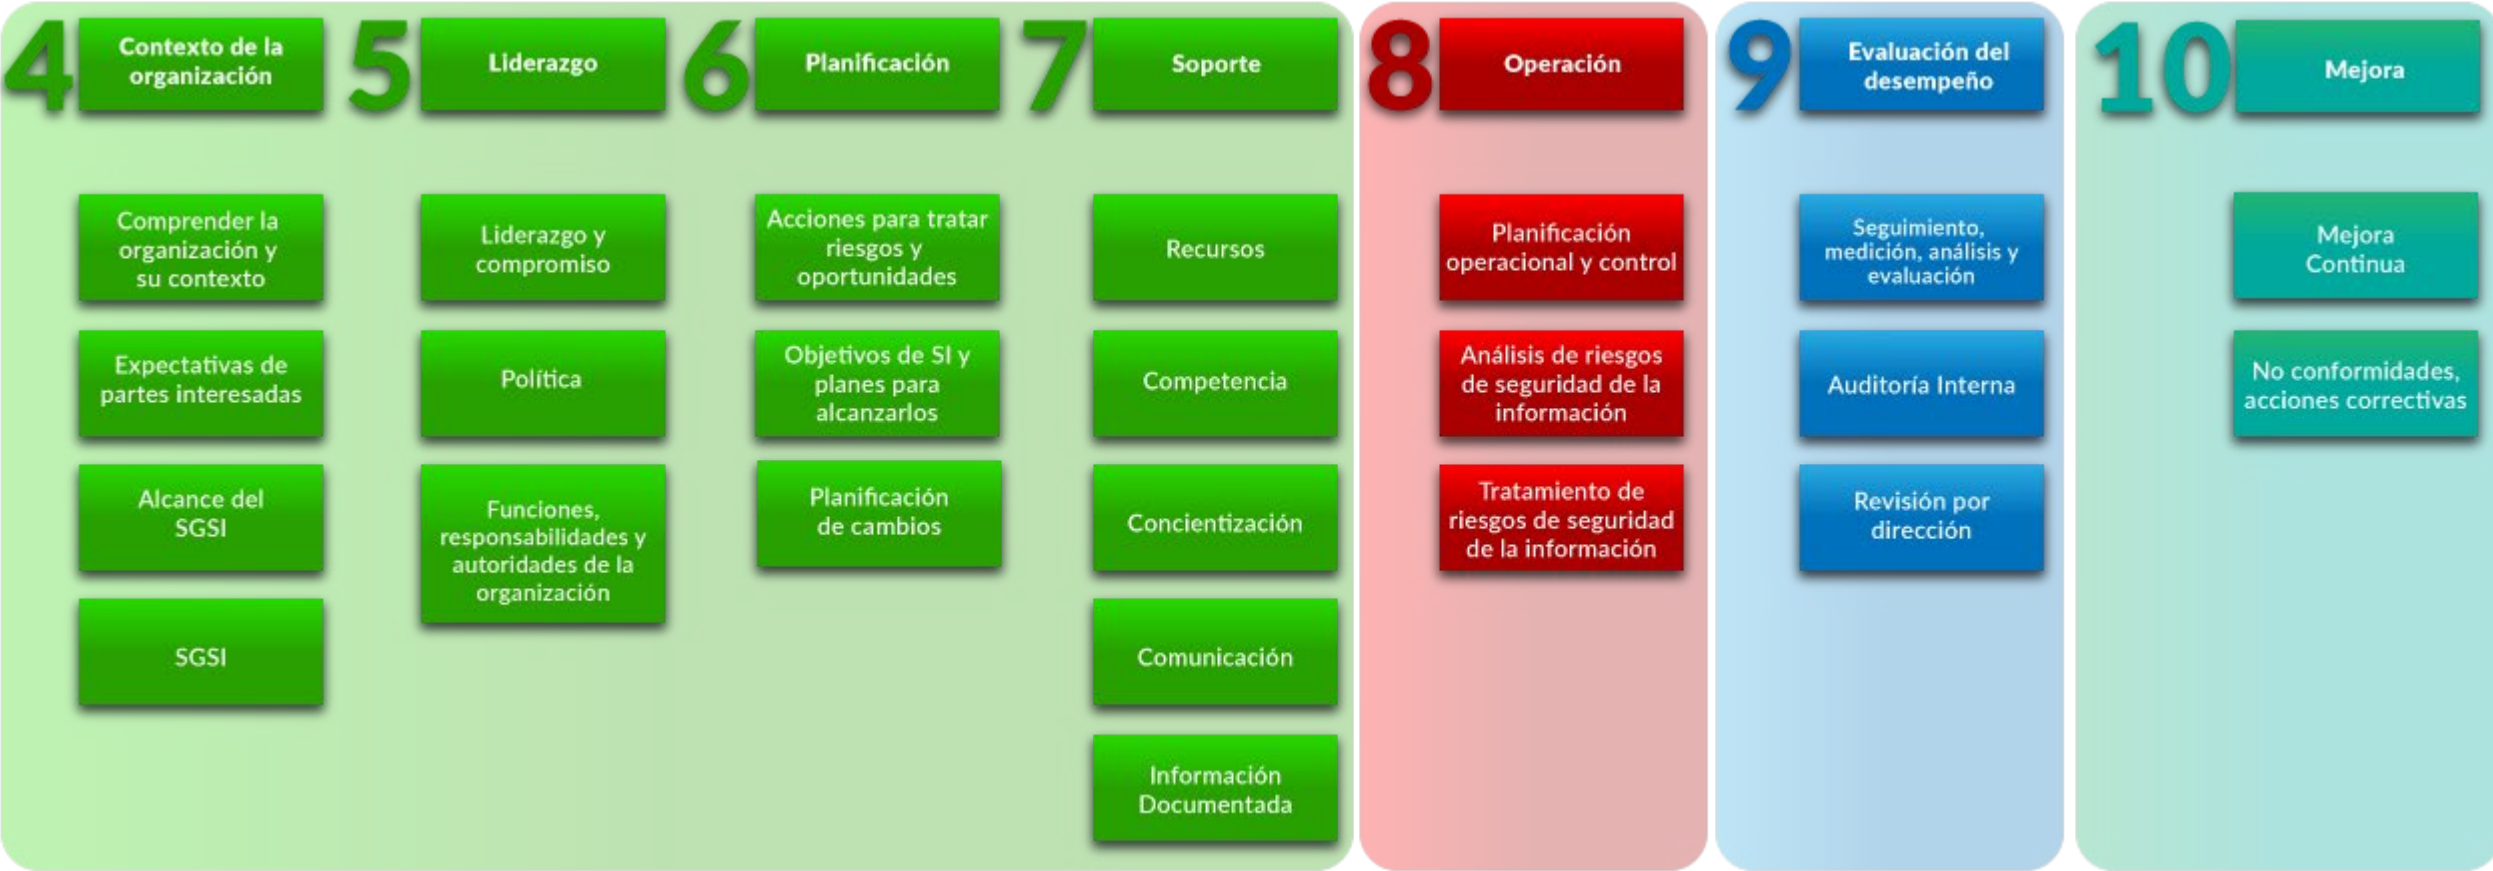 4
Contexto de la
organización
Comprender la
organización y
su contexto
Expectativas de
partes interesadas
Alcance del
SGSI
SGSI
5
Liderazgo
Liderazgo y
compromiso
Política
Funciones,
responsabilidades y
autoridades de la
organización
6
Planificación
Acciones para tratar
riesgos y
oportunidades
Objetivos de SI y
planes para
alcanzarlos
Planificación
de cambios
7
Soporte
Recursos
Competencia
Concientización
Comunicación
Información
Documentada
8
Operación
Planificación
operacional y control
Análisis de riesgos
de seguridad de la
información
Tratamiento de
riesgos de seguridad
de la información
9
Evaluación del
desempeño
Seguimiento,
medición, análisis y
evaluación
Auditoría Interna
Revisión por
dirección
10
Mejora
Mejora
Continua
No conformidades,
acciones correctivas